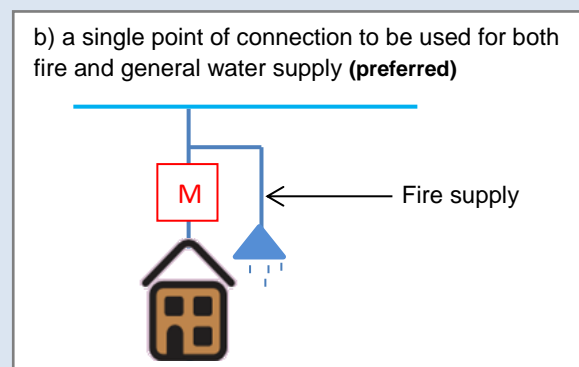 b) a single point of connection to be used for both
fire and general water supply (preferred)
M
Fire supply